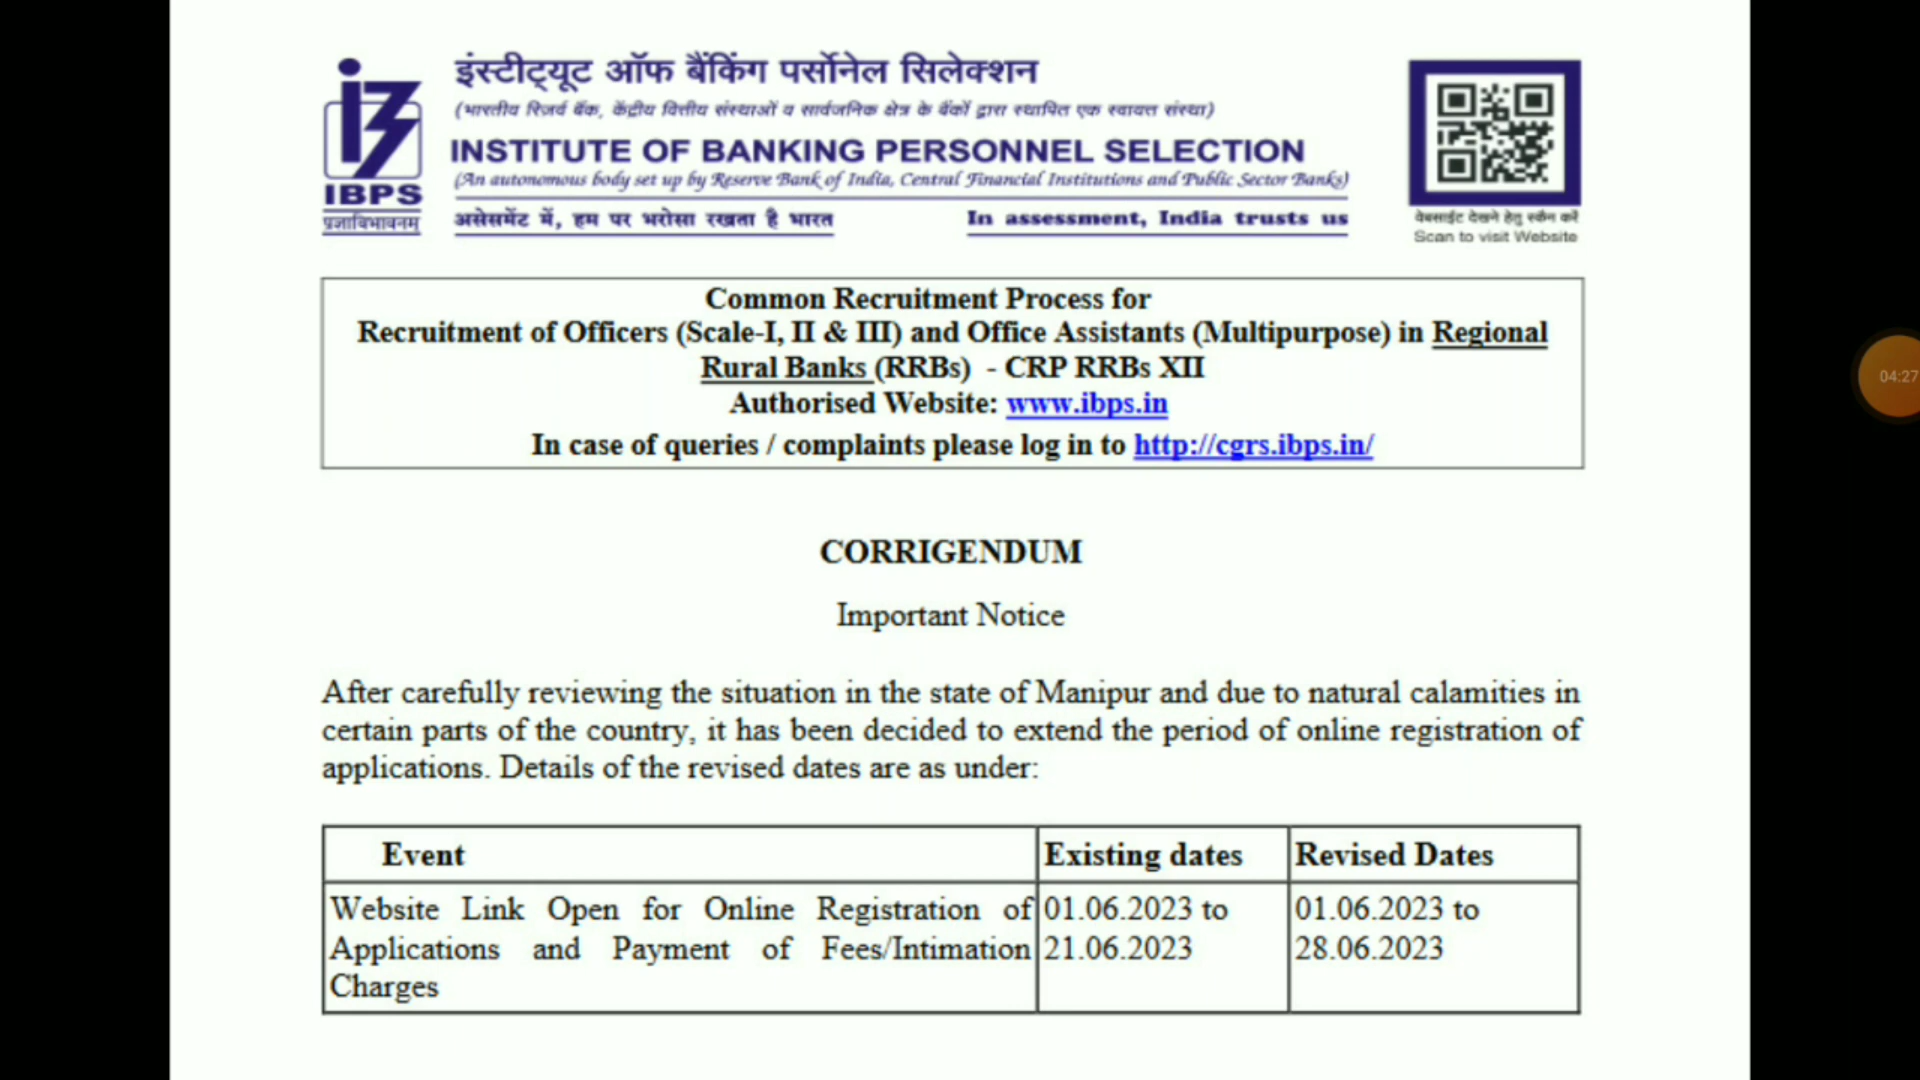 इंस्टीट्यूट ऑफ बैंकिंग पर्सोनेल सिलेक्शन
(भारतीय रिज़र्व बैंक, केंद्रीय वित्तीय संस्थाओं व सार्वजनिक क्षेत्र के बैंकों द्वारा स्थापित एक स्वायत्त संस्था)
INSTITUTE OF BANKING PERSONNEL SELECTION
(An autonomous body set up by Reserve Bank of India, Central Financial Institutions and Public Sector Banks)
IBPS
प्रज्ञाविभावनम्
असेसमेंट में, हम पर भरोसा रखता है भारत In assessment, India trusts us
वेबसाईट देखने हेतु स्कॅन करें
Scan to visit Website
Common Recruitment Process for
Recruitment of Officers (Scale-I, II & III) and Office Assistants (Multipurpose) in Regional
Rural Banks (RRBs) - CRP RRBs XII
Authorised Website: www.ibps.in
In case of queries / complaints please log in to http://cgrs.ibps.in/
04:27
CORRIGENDUM
Important Notice
After carefully reviewing the situation in the state of Manipur and due to natural calamities in
certain parts of the country, it has been decided to extend the period of online registration of
applications. Details of the revised dates are as under:
Event Existing dates Revised Dates
Website Link Open for Online Registration of 01.06.2023 to 01.06.2023 to
Applications and Payment of Fees/Intimation 21.06.2023 28.06.2023
Charges